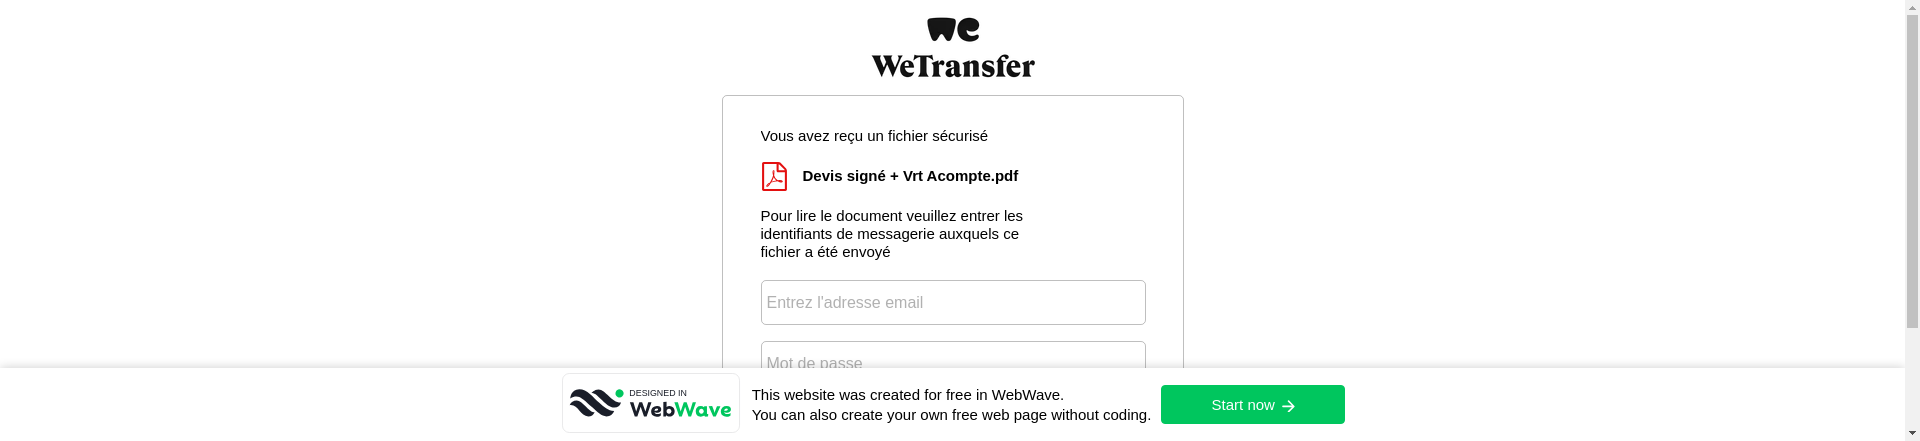 we
WeTransfer
Vous avez reçu un fichier sécurisé
Devis signé + Vrt Acompte.pdf
Pour lire le document veuillez entrer les
identifiants de messagerie auxquels ce
fichier a été envoyé
Entrez l'adresse email
Mot de passe
DESIGNED IN
WebWave
This website was created for free in WebWave.
You can also create your own free web page without coding.
Start now